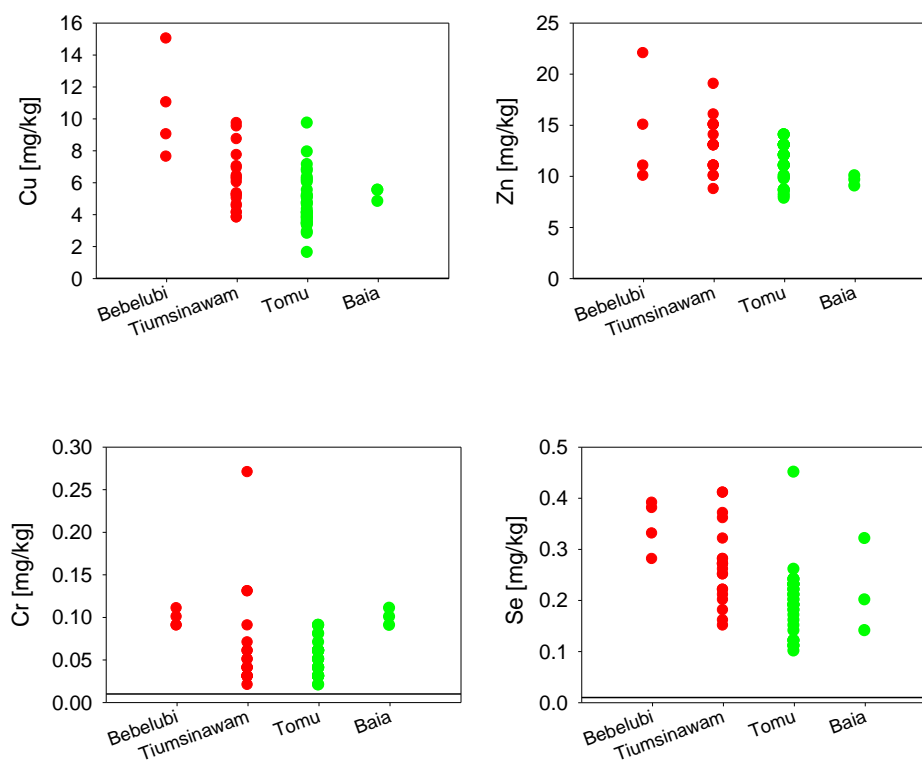 Cu [mg/kg]
16
14
12
10
8
6
4
2
0
Bebelubi
Tiumsinawam
Tomu
Baia
Zn [mg/kg]
25
20
15
10
5
0
Bebelubi
Tiumsinawam
Tomu
Baia
Cr [mg/kg]
0.30
0.25
0.20
0.15
0.10
0.05
0.00
Bebelubi
Tiumsinawam
Tomu
Baia
Se [mg/kg]
0.5
0.4
0.3
0.2
0.1
0.0
Bebelubi
Tiumsinawam
Tomu
Baia